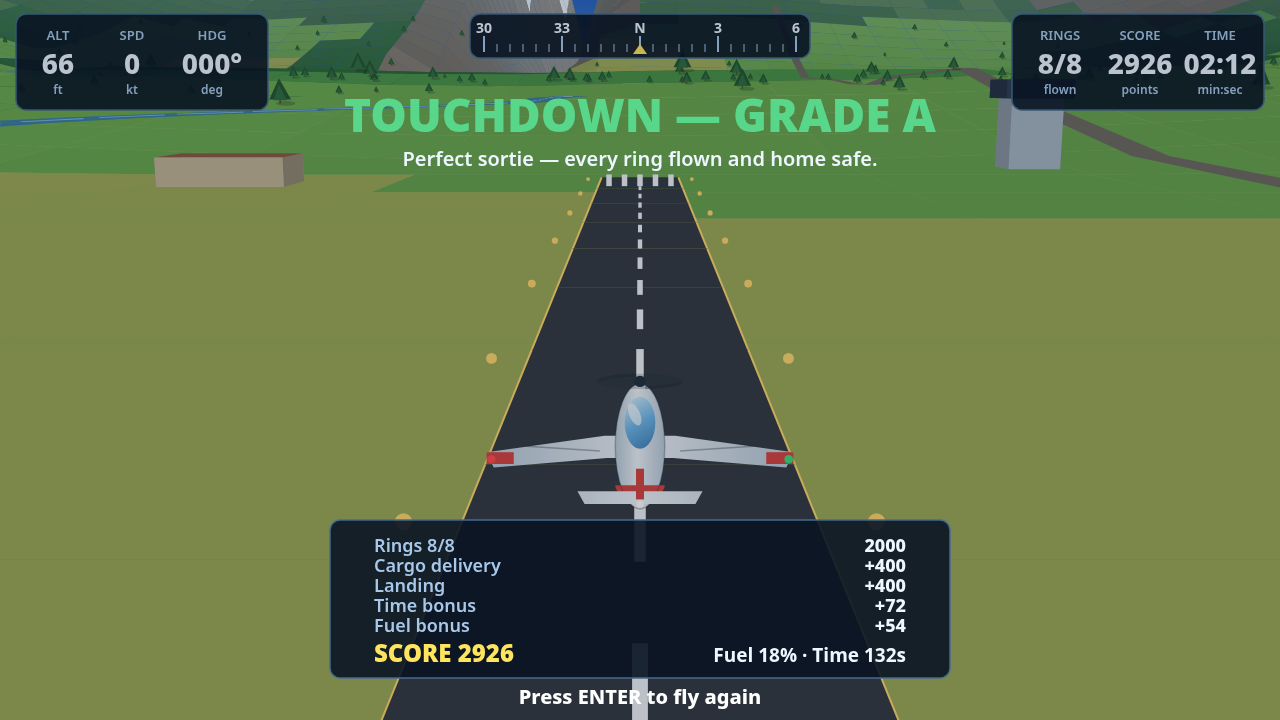 ALT SPD HDG
66 0 000°
ft kt deg
30 33 N 3 6
RINGS SCORE TIME
8/8 2926 02:12
flown points min:sec
TOUCHDOWN — GRADE A
Perfect sortie — every ring flown and home safe.
Rings 8/8 2000
Cargo delivery +400
Landing +400
Time bonus +72
Fuel bonus +54
SCORE 2926 Fuel 18% · Time 132s
Press ENTER to fly again